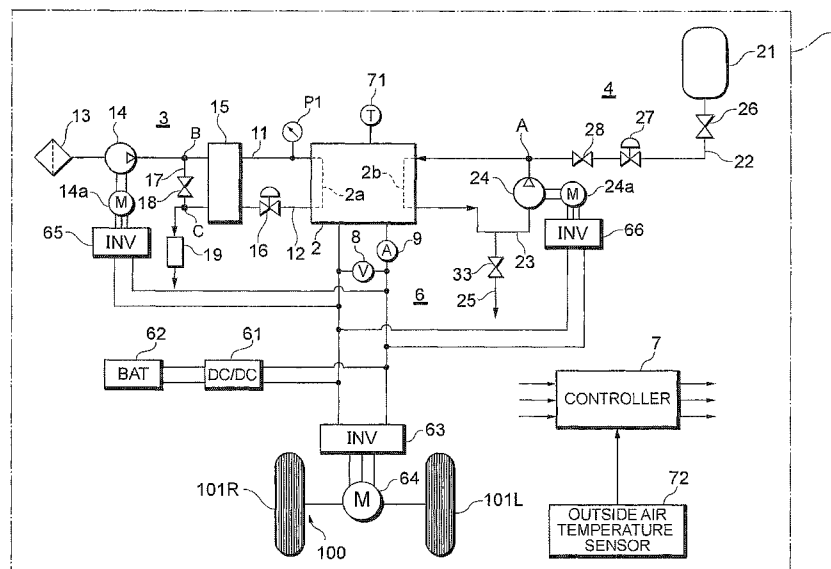 21
14
3
15
P1
71
T
4
13
B
11
A
28
27
26
22
17
2a
2b
24
M
24a
14a
M
18
C
16
12
2
9
A
65
INV
66
INV
19
8
V
33
23
25
6
62
BAT
61
DC/DC
7
CONTROLLER
INV
63
101R
64
M
101L
100
72
OUTSIDE AIR
TEMPERATURE
SENSOR